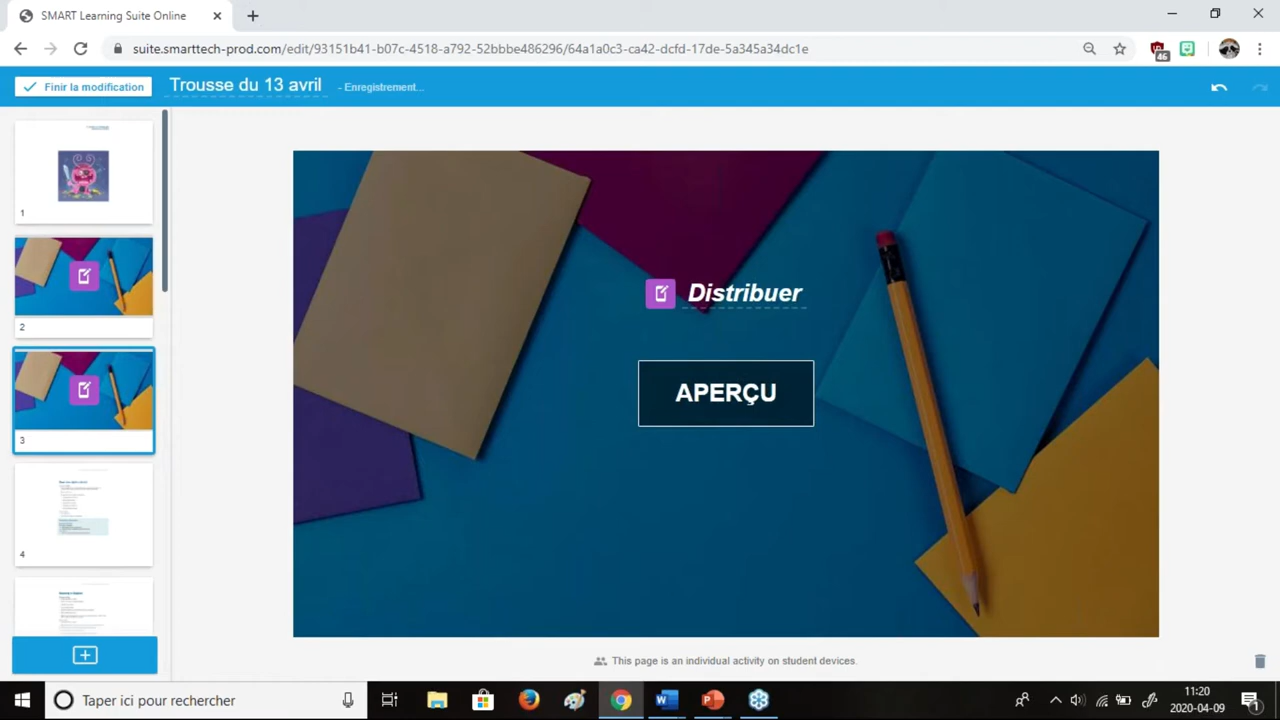 SMART Learning Suite Online
suite.smarttech-prod.com/edit/93151b41-b07c-4518-a792-52bbbe486296/64a1a0c3-ca42-dcfd-17de-5a345a34dc1e
46
Finir la modification
Trousse du 13 avril
- Enregistrement...
1
2
3
4
Distribuer
APERÇU
This page is an individual activity on student devices.
Taper ici pour rechercher
11:20
2020-04-09
1